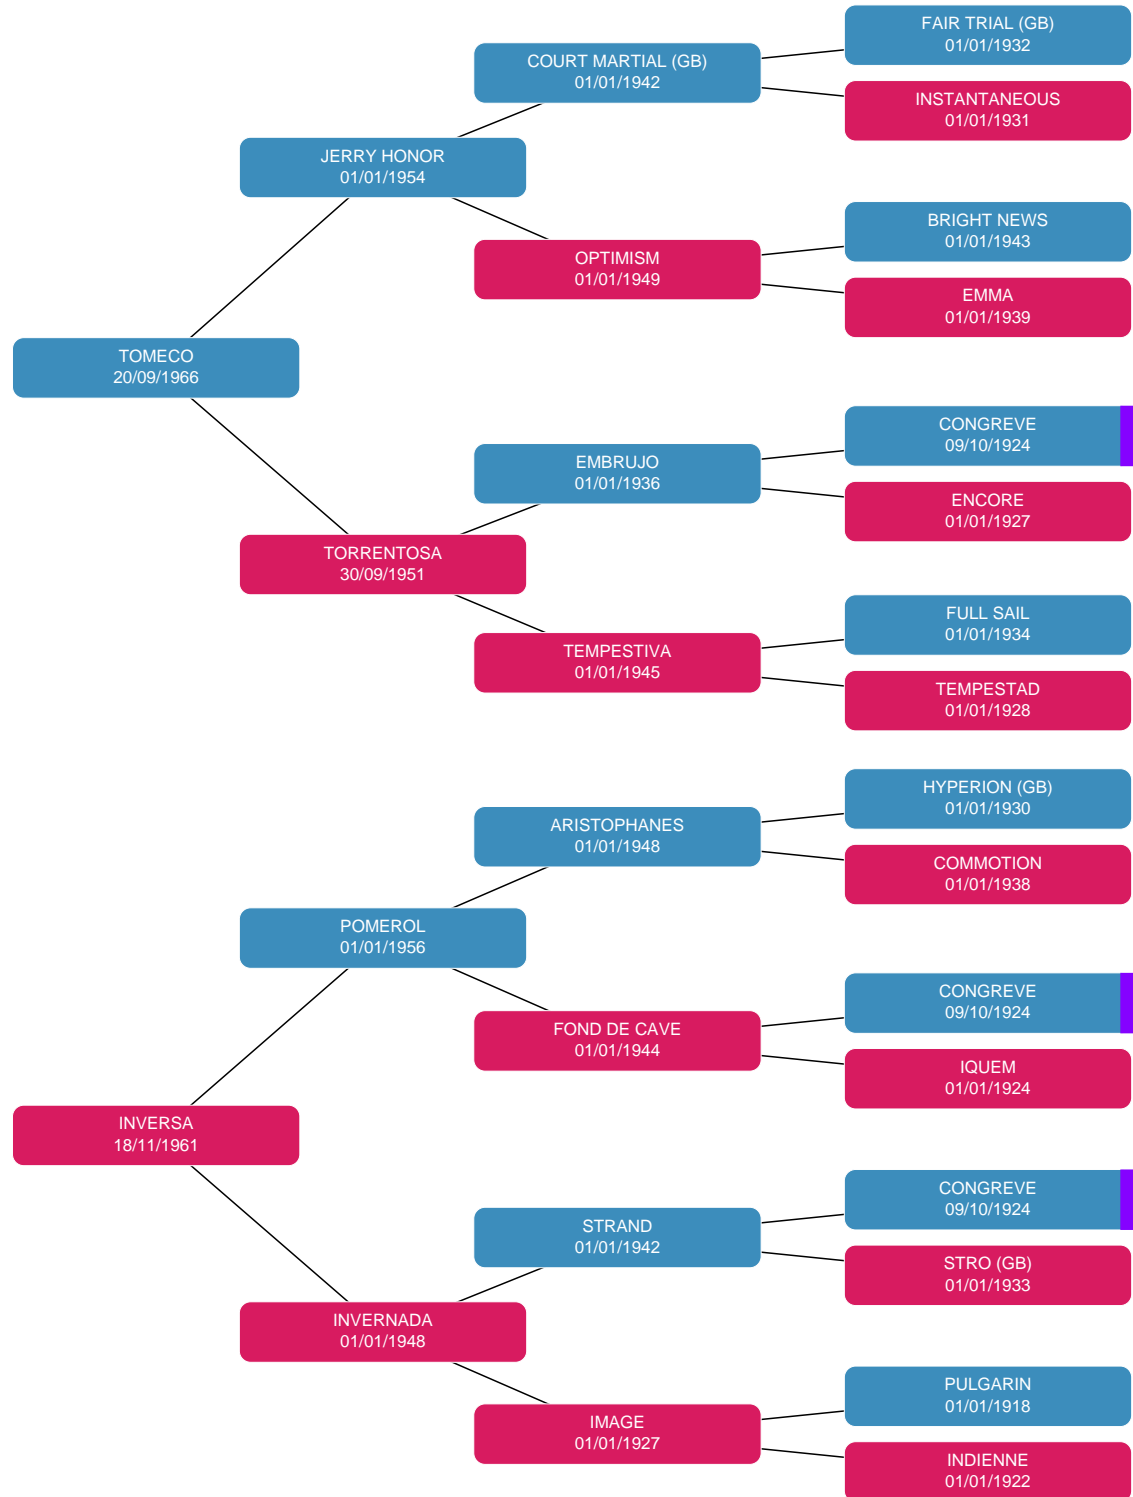 FAIR TRIAL (GB)
01/01/1932
COURT MARTIAL (GB)
01/01/1942
INSTANTANEOUS
01/01/1931
JERRY HONOR
01/01/1954
BRIGHT NEWS
01/01/1943
OPTIMISM
01/01/1949
EMMA
01/01/1939
TOMECO
20/09/1966
CONGREVE
09/10/1924
EMBRUJO
01/01/1936
ENCORE
01/01/1927
TORRENTOSA
30/09/1951
FULL SAIL
01/01/1934
TEMPESTIVA
01/01/1945
TEMPESTAD
01/01/1928
HYPERION (GB)
01/01/1930
ARISTOPHANES
01/01/1948
COMMOTION
01/01/1938
POMEROL
01/01/1956
CONGREVE
09/10/1924
FOND DE CAVE
01/01/1944
IQUEM
01/01/1924
INVERSA
18/11/1961
CONGREVE
09/10/1924
STRAND
01/01/1942
STRO (GB)
01/01/1933
INVERNADA
01/01/1948
PULGARIN
01/01/1918
IMAGE
01/01/1927
INDIENNE
01/01/1922